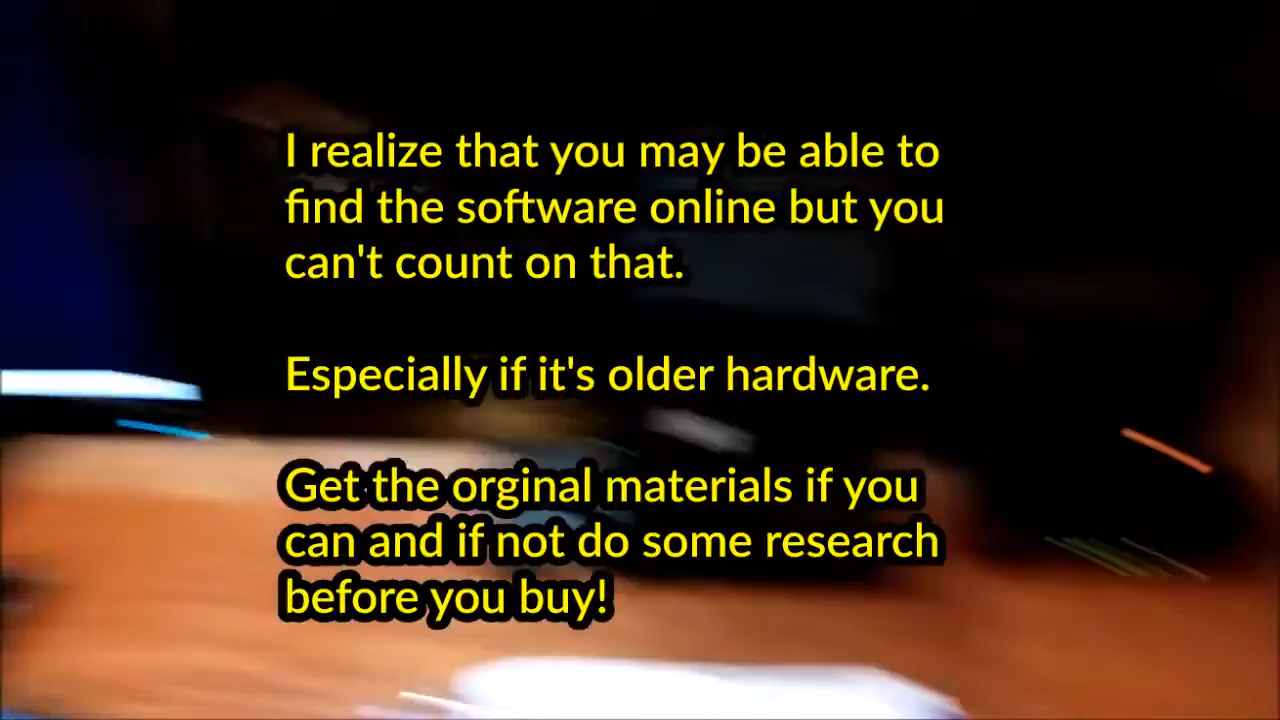 I realize that you may be able to
find the software online but you
can't count on that.
Especially if it's older hardware.
Get the orginal materials if you
can and if not do some research
before you buy!